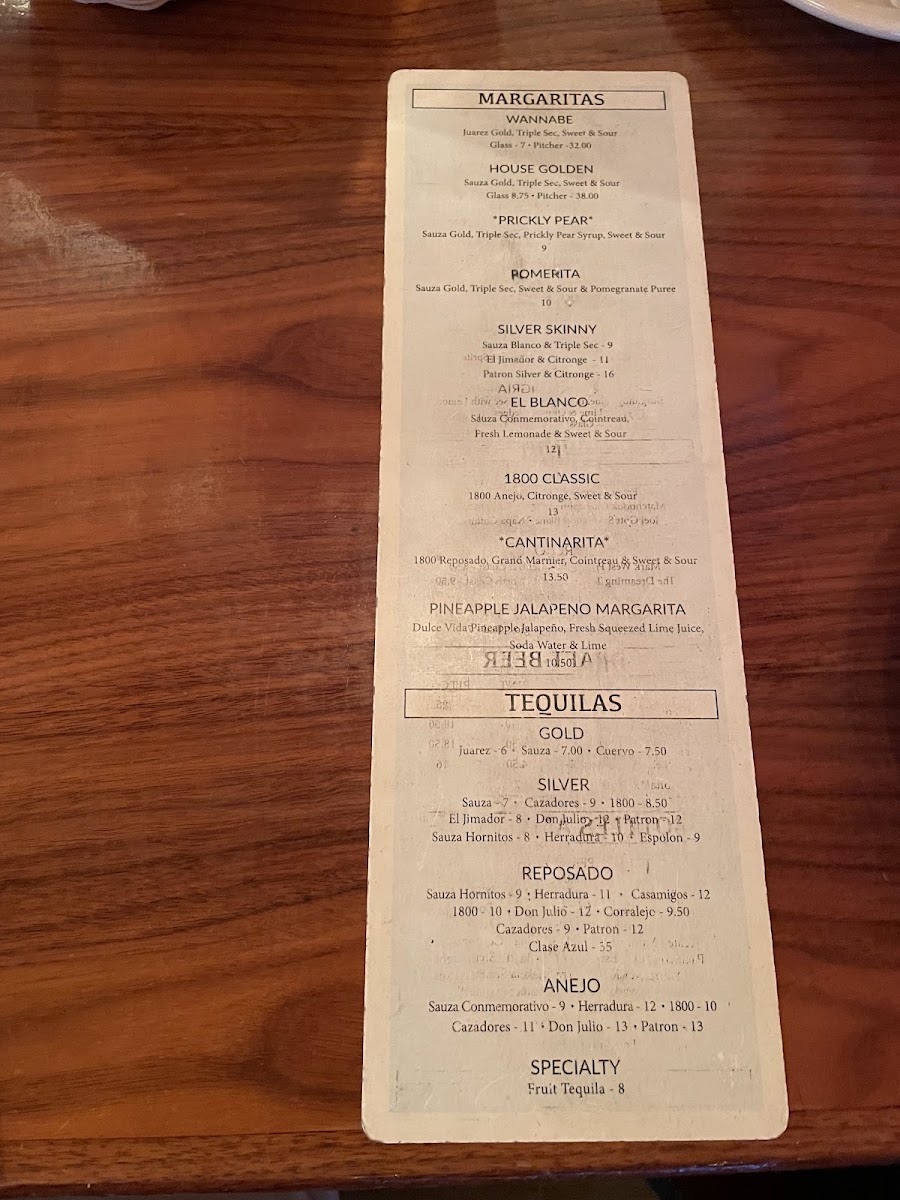 MARGARITAS
WANNABE
Juarez Gold, Triple Sec, Sweet & Sour
Glass - 7 • Pitcher -32.00
HOUSE GOLDEN
Sauza Gold, Triple Sec, Sweet & Sour
Glass 8.75 • Pitcher - 38.00
*PRICKLY PEAR*
Sauza Gold, Triple Sec, Prickly Pear Syrup, Sweet & Sour
9
POMERITA
Sauza Gold, Triple Sec, Sweet & Sour & Pomegranate Puree
10
SILVER SKINNY
Sauza Blanco & Triple Sec - 9
El Jimador & Citronge - 11
Patron Silver & Citronge - 16
EL BLANCO
Sauza Conmemorativo, Cointreau,
Fresh Lemonade & Sweet & Sour
12
1800 CLASSIC
1800 Anejo, Citronge, Sweet & Sour
13
*CANTINARITA*
1800 Reposado, Grand Marnier, Cointreau & Sweet & Sour
13.50
PINEAPPLE JALAPENO MARGARITA
Dulce Vida Pineapple Jalapeño, Fresh Squeezed Lime Juice,
Soda Water & Lime
10.50
TEQUILAS
GOLD
Juarez - 6 • Sauza - 7.00 • Cuervo - 7.50
SILVER
Sauza - 7 • Cazadores - 9 • 1800 - 8.50
El Jimador - 8 • Don Julio - 12 • Patron - 12
Sauza Hornitos - 8 • Herradura - 10 • Espolon - 9
REPOSADO
Sauza Hornitos - 9 • Herradura - 11 • Casamigos - 12
1800 - 10 • Don Julio - 12 • Corralejo - 9.50
Cazadores - 9 • Patron - 12
Clase Azul - 35
ANEJO
Sauza Conmemorativo - 9 • Herradura - 12 • 1800 - 10
Cazadores - 11 • Don Julio - 13 • Patron - 13
SPECIALTY
Fruit Tequila - 8